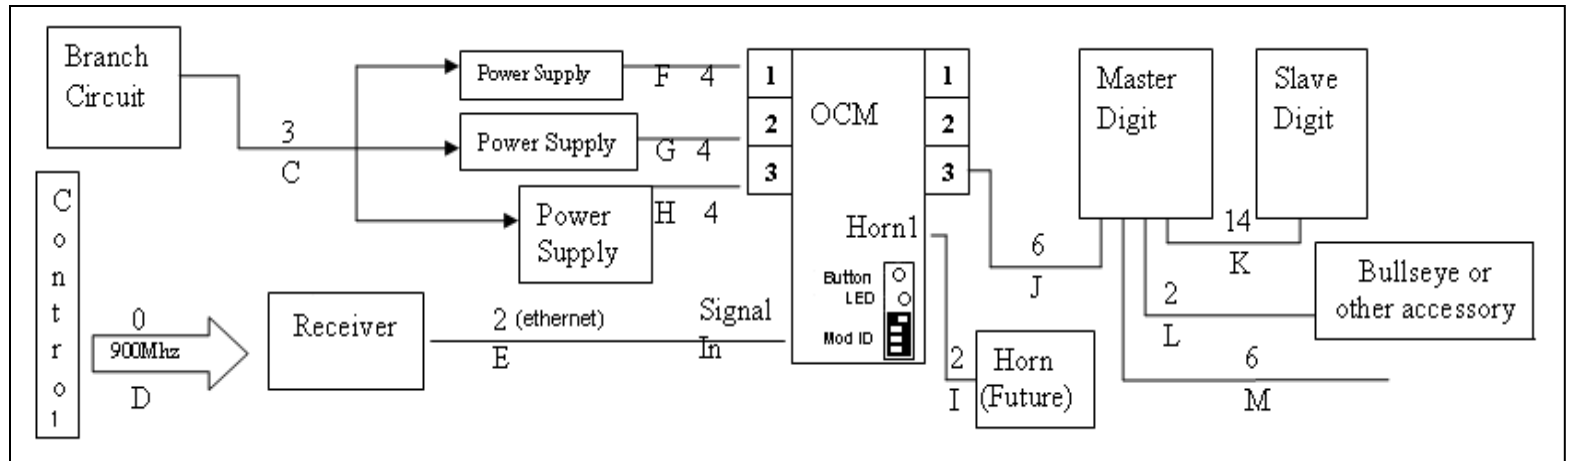 Branch
Circuit
3
C
Power Supply
F 4
Power Supply
G 4
Power
Supply
H 4
1
2
3
OCM
1
2
3
Horn1
Button
LED
Mod ID
Control
0
900Mhz
D
Receiver
2 (ethernet)
E
Signal
In
2
I
Horn
(Future)
6
J
Master
Digit
Slave
Digit
14
K
2
L
Bullseye or
other accessory
6
M